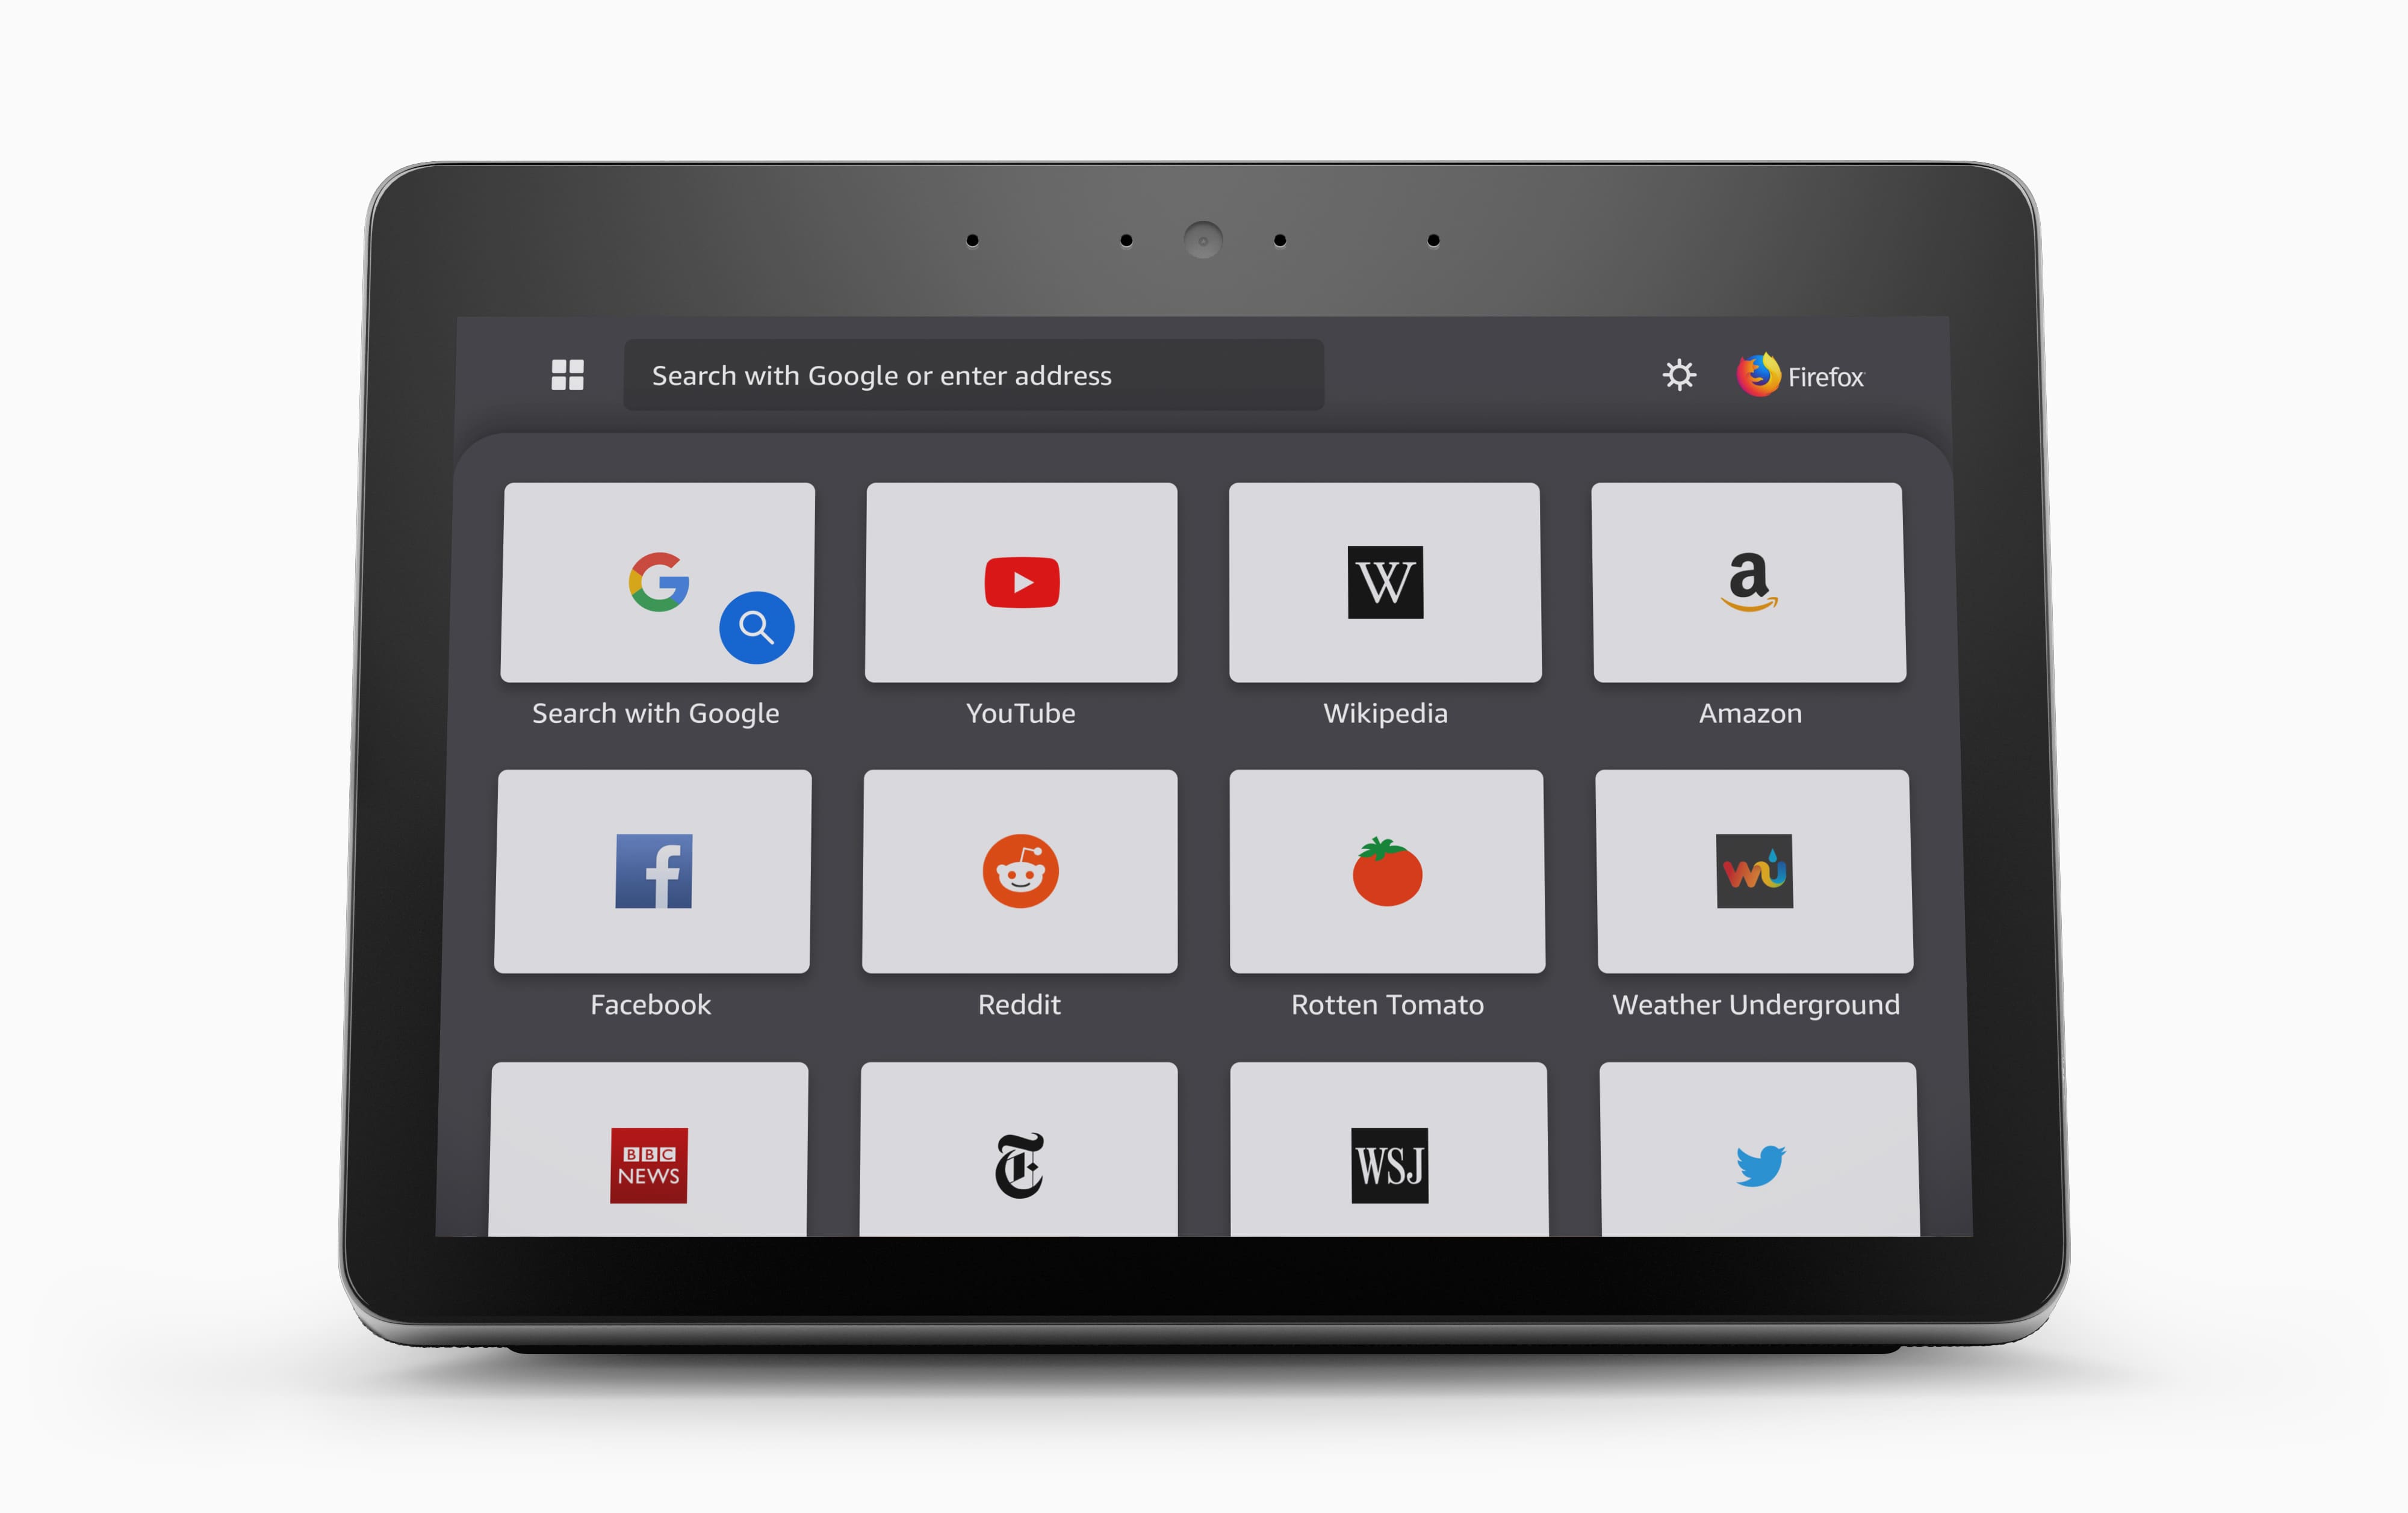 Search with Google or enter address
Firefox
Search with Google
YouTube
Wikipedia
Amazon
Facebook
Reddit
Rotten Tomato
Weather Underground
BBC
NEWS
WSJ